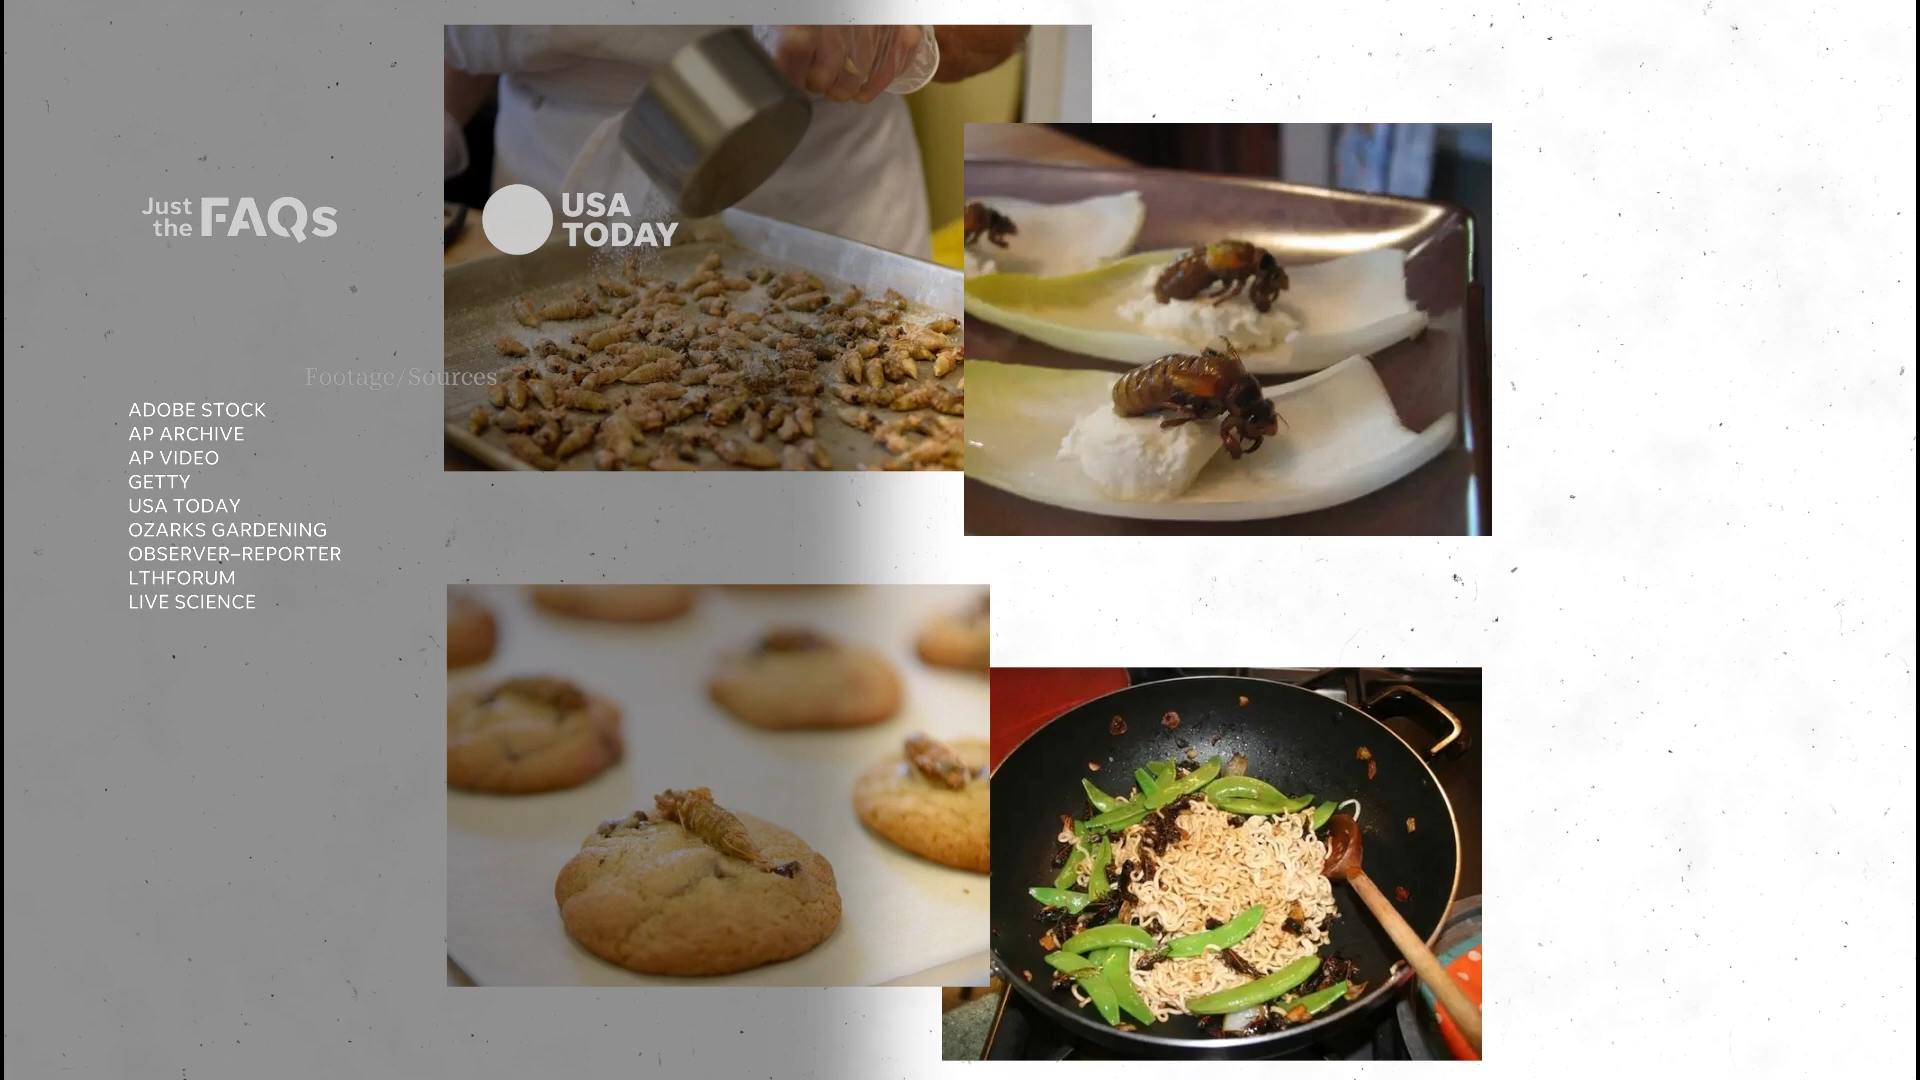 Just
the FAQs
USA
TODAY
Footage/Sources
ADOBE STOCK
AP ARCHIVE
AP VIDEO
GETTY
USA TODAY
OZARKS GARDENING
OBSERVER–REPORTER
LTHFORUM
LIVE SCIENCE